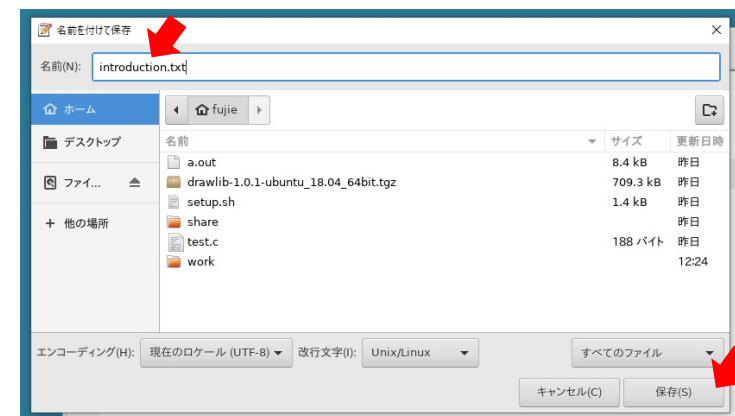 名前を付けて保存
名前(N): introduction.txt
ホーム
fujie
デスクトップ
ファイ...
+ 他の場所
名前 サイズ 更新日時
a.out 8.4 kB 昨日
drawlib-1.0.1-ubuntu_18.04_64bit.tgz 709.3 kB 昨日
setup.sh 1.4 kB 昨日
share 昨日
test.c 188 バイト 昨日
work 12:24
エンコーディング(H): 現在のロケール (UTF-8) 改行文字(I): Unix/Linux すべてのファイル
キャンセル(C) 保存(S)